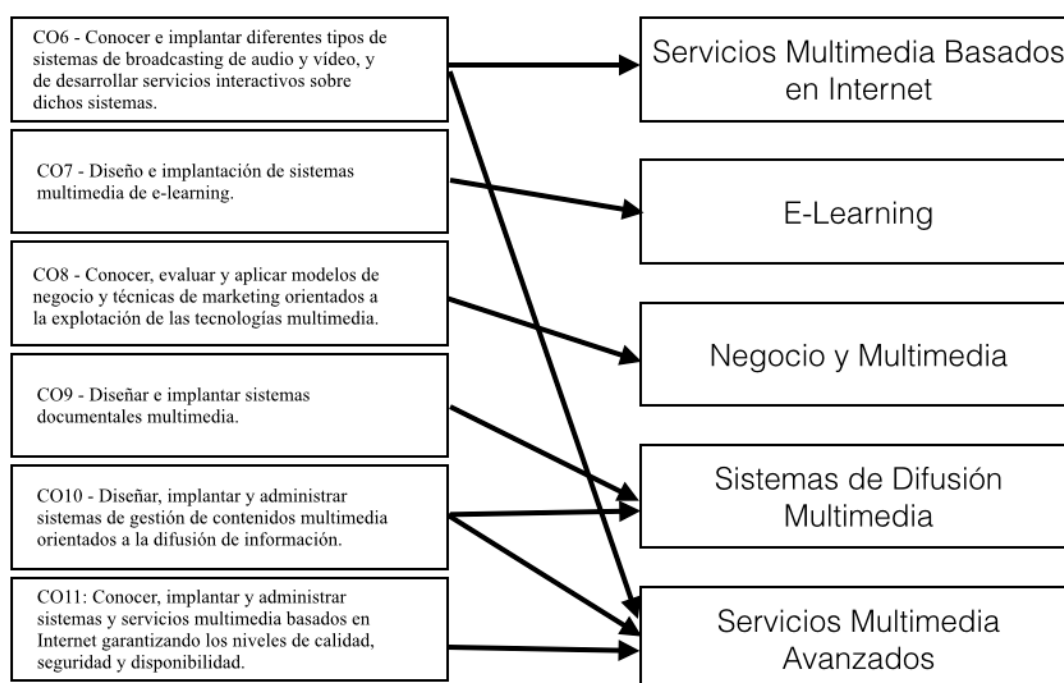 CO6 - Conocer e implantar diferentes tipos de
sistemas de broadcasting de audio y vídeo, y
de desarrollar servicios interactivos sobre
dichos sistemas.
CO7 - Diseño e implantación de sistemas
multimedia de e-learning.
CO8 - Conocer, evaluar y aplicar modelos de
negocio y técnicas de marketing orientados a
la explotación de las tecnologías multimedia.
CO9 - Diseñar e implantar sistemas
documentales multimedia.
CO10 - Diseñar, implantar y administrar
sistemas de gestión de contenidos multimedia
orientados a la difusión de información.
CO11: Conocer, implantar y administrar
sistemas y servicios multimedia basados en
Internet garantizando los niveles de calidad,
seguridad y disponibilidad.
Servicios Multimedia Basados
en Internet
E-Learning
Negocio y Multimedia
Sistemas de Difusión
Multimedia
Servicios Multimedia
Avanzados